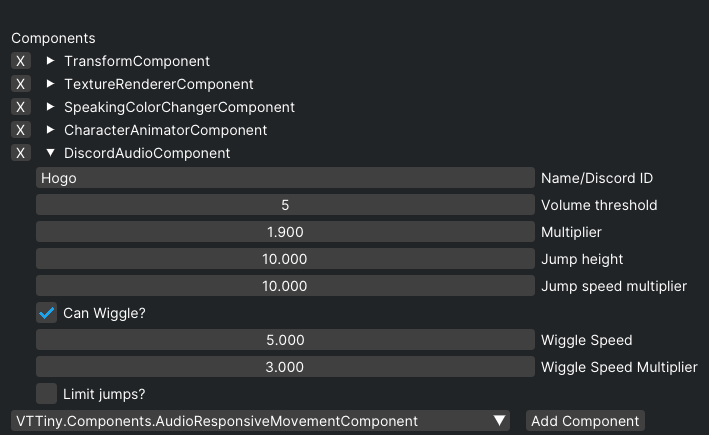 Components
X TransformComponent
X TextureRendererComponent
X SpeakingColorChangerComponent
X CharacterAnimatorComponent
X DiscordAudioComponent
Hogo Name/Discord ID
5 Volume threshold
1.900 Multiplier
10.000 Jump height
10.000 Jump speed multiplier
Can Wiggle?
5.000 Wiggle Speed
3.000 Wiggle Speed Multiplier
Limit jumps?
VTTiny.Components.AudioResponsiveMovementComponent Add Component